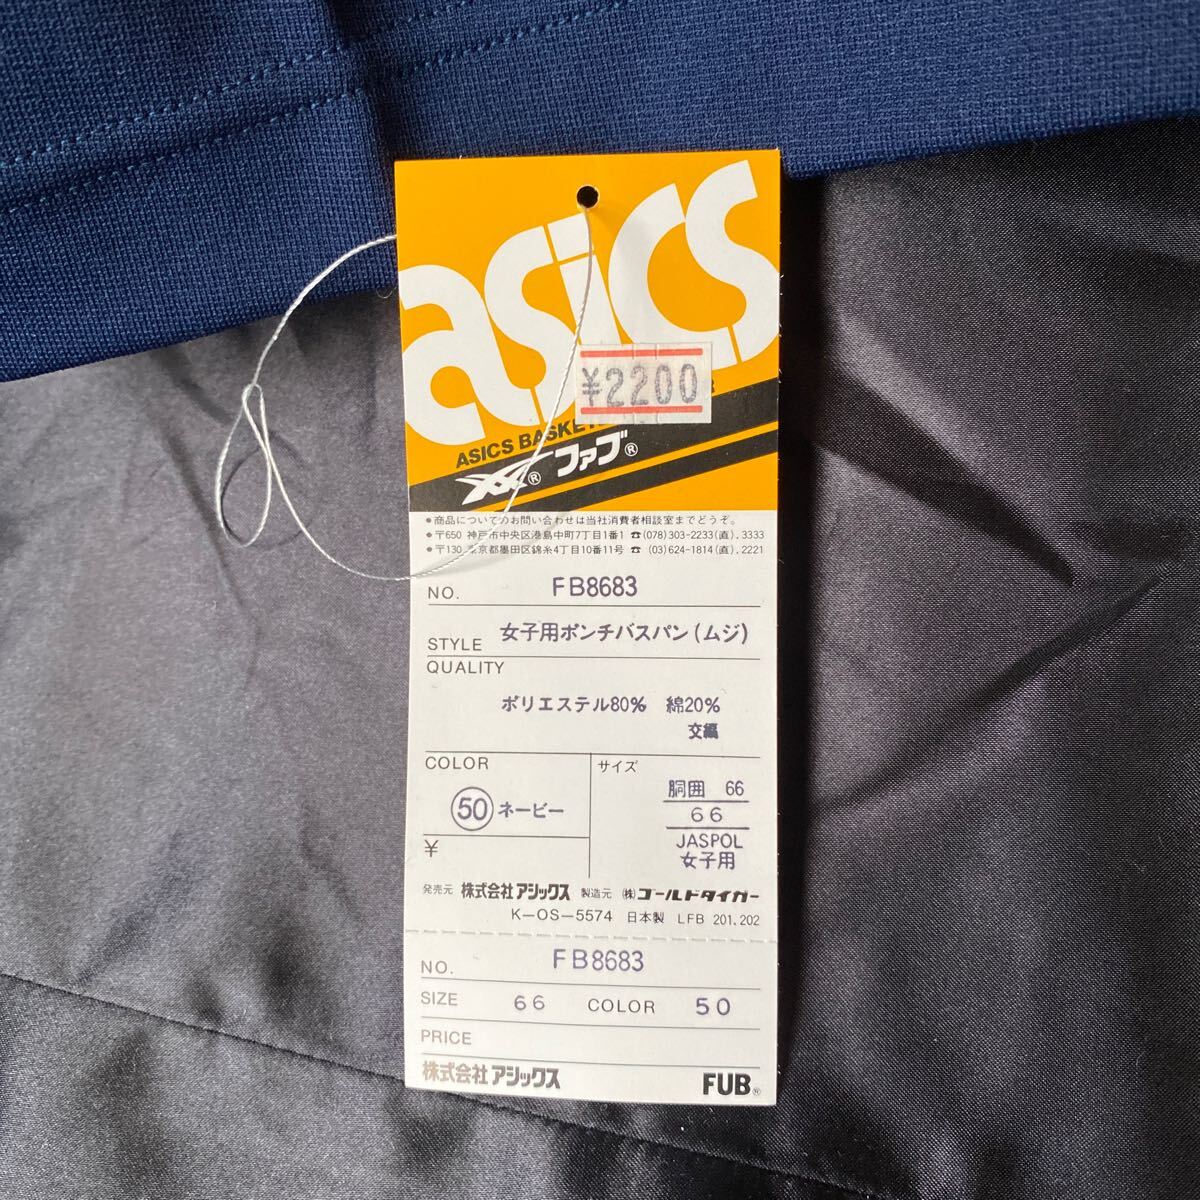 asics
¥2200
ASICS BASKET
ファブ®
●商品についてのお問い合わせは当社消費者相談室までどうぞ。
●〒650 神戸市中央区港島中町7丁目1番1 ☎(078)303-2233(直).3333
●〒130 東京都墨田区錦糸4丁目10番11号 ☎(03)624-1814(直).2221
NO. FB8683
STYLE 女子用ポンチバスパン(ムジ)
QUALITY
ポリエステル80% 綿20%
交編
COLOR
50 ネービー
サイズ
胴囲 66
66
JASPOL
女子用
¥
発売元 株式会社アシックス 製造元 (株)ゴールドタイガー
K-OS-5574 日本製 LFB 201.202
NO. FB8683
SIZE 66 COLOR 50
PRICE
株式会社アシックス FUB®